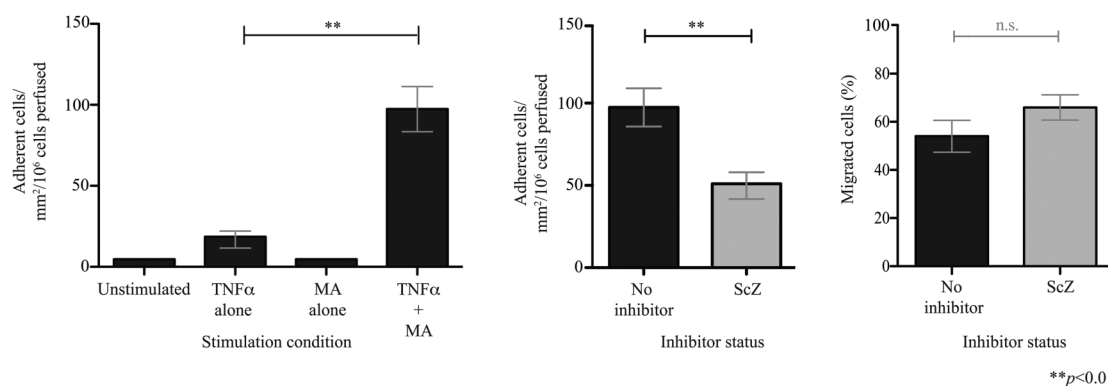 Adherent cells/
mm²/10⁶ cells perfused
150
100
50
0
**
Unstimulated
TNFα
alone
MA
alone
TNFα
+
MA
Stimulation condition
Adherent cells/
mm²/10⁶ cells perfused
150
100
50
0
**
No
inhibitor
ScZ
Inhibitor status
Migrated cells (%)
100
80
60
40
20
0
n.s.
No
inhibitor
ScZ
Inhibitor status
**p<0.0